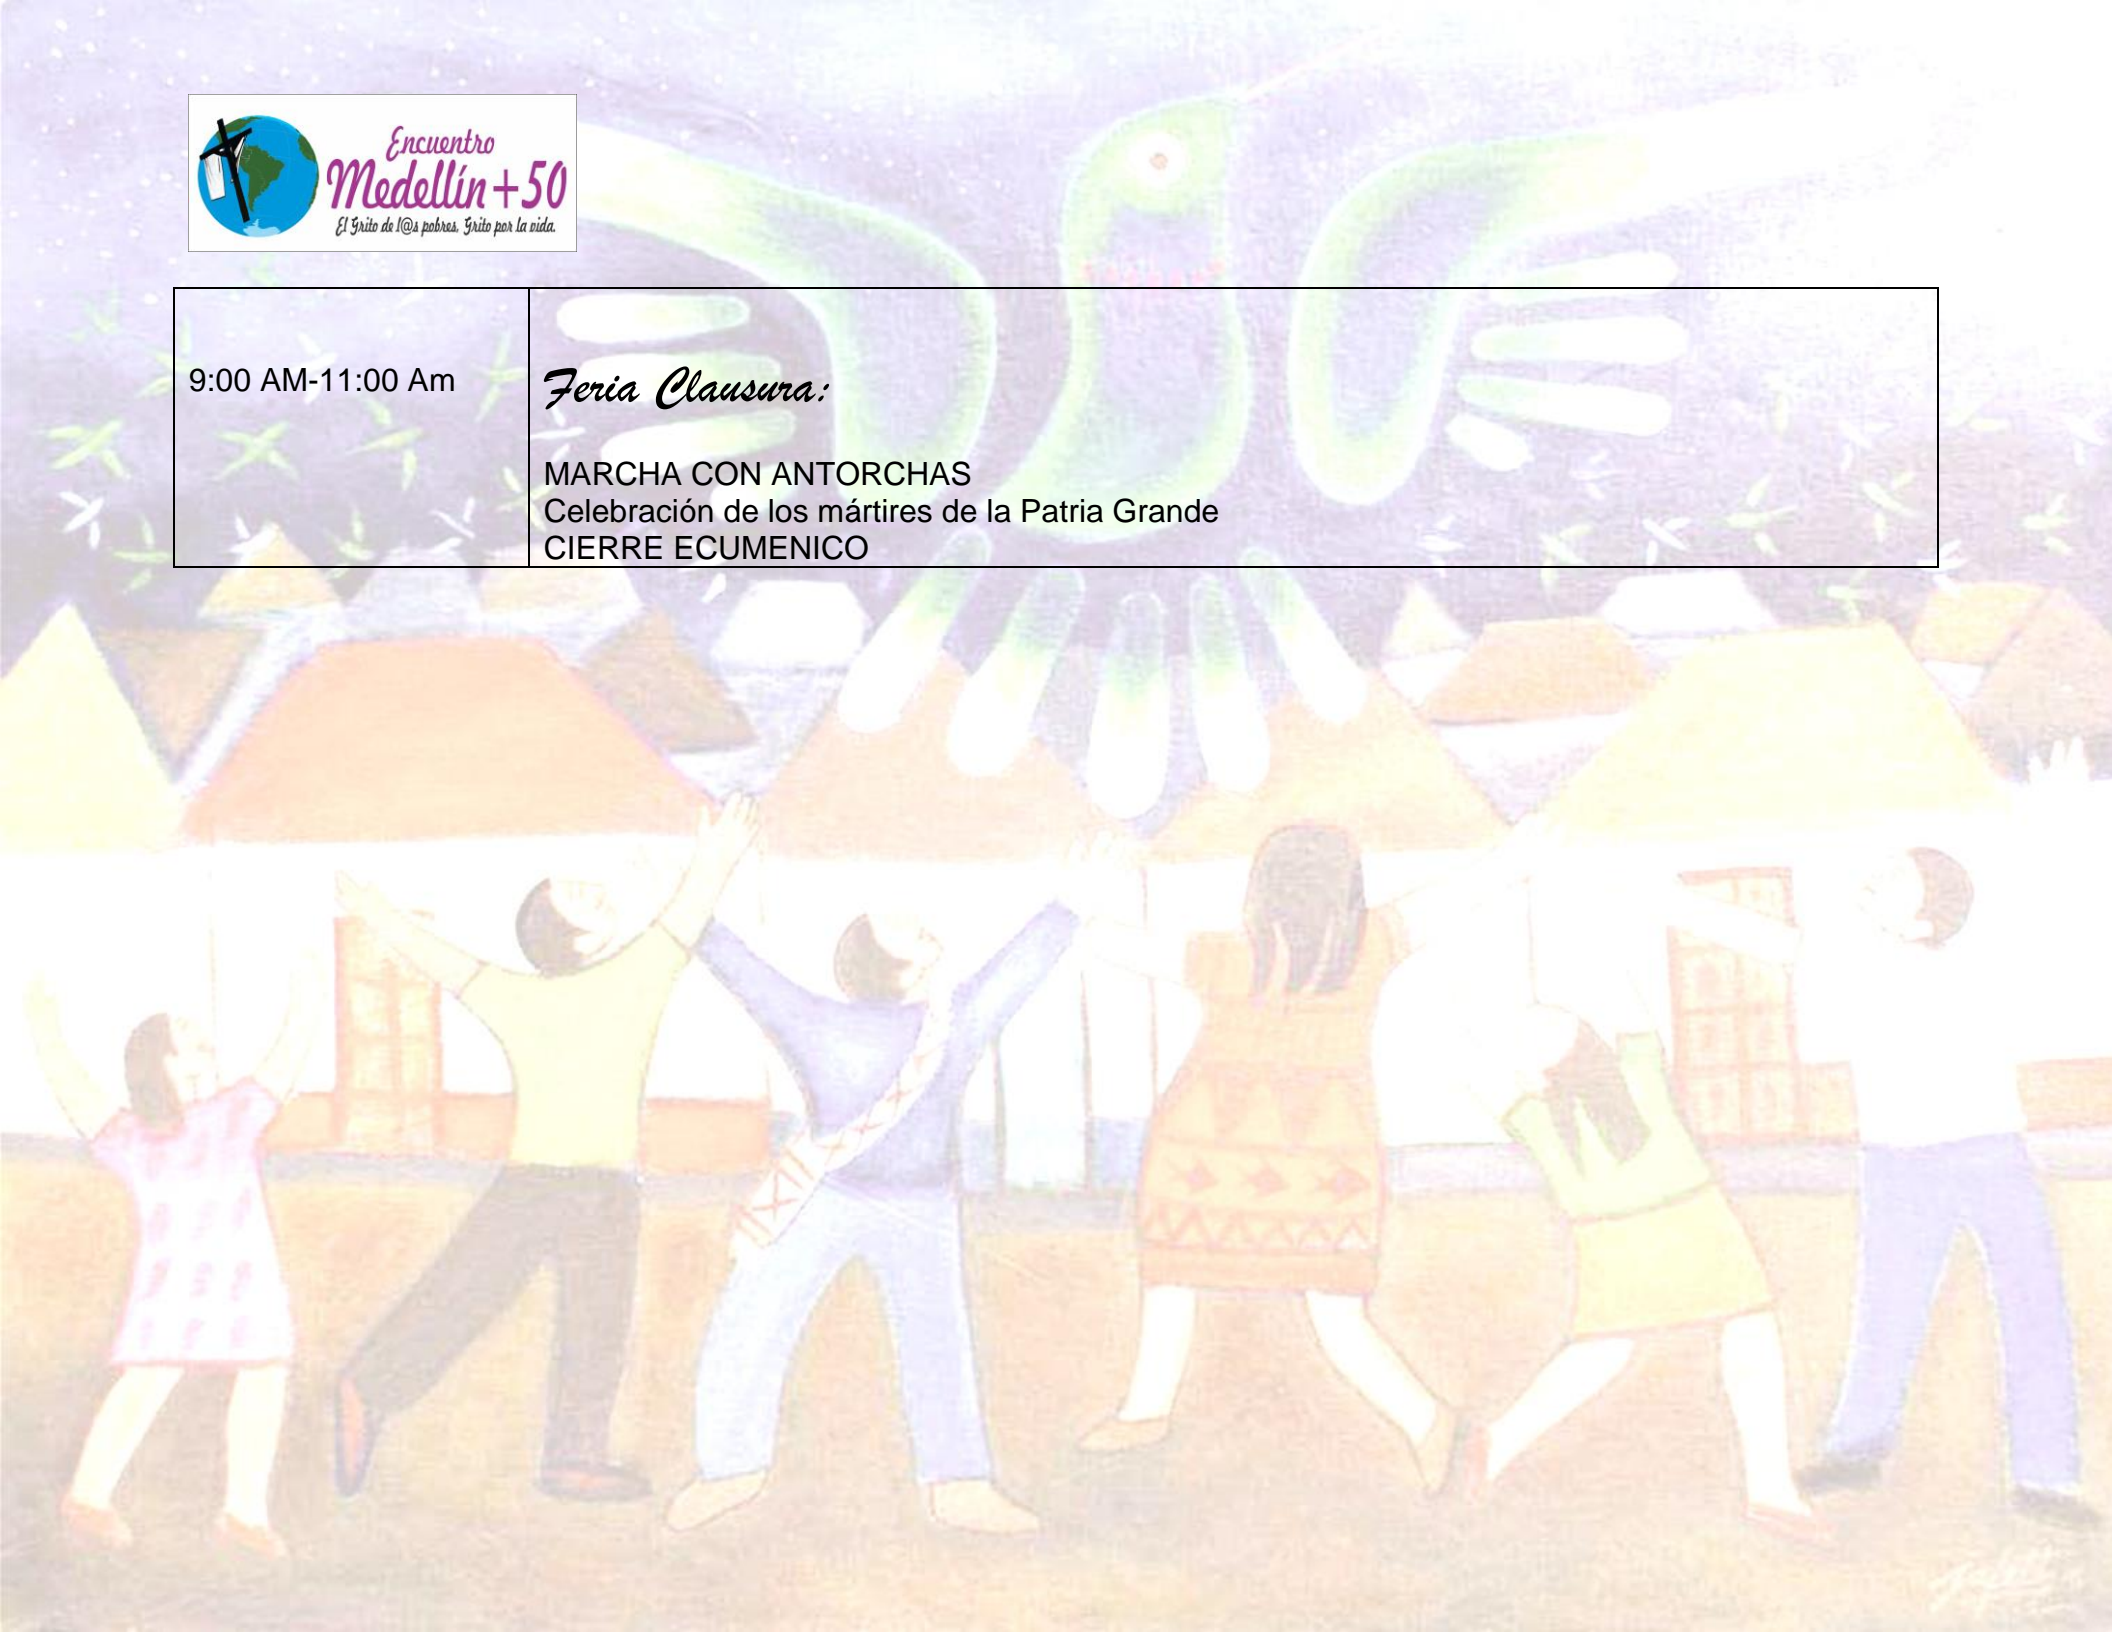 Encuentro
Medellín+50
El Grito de l@s pobres, Grito por la vida.
9:00 AM-11:00 Am
Feria Clausura:
MARCHA CON ANTORCHAS
Celebración de los mártires de la Patria Grande
CIERRE ECUMENICO